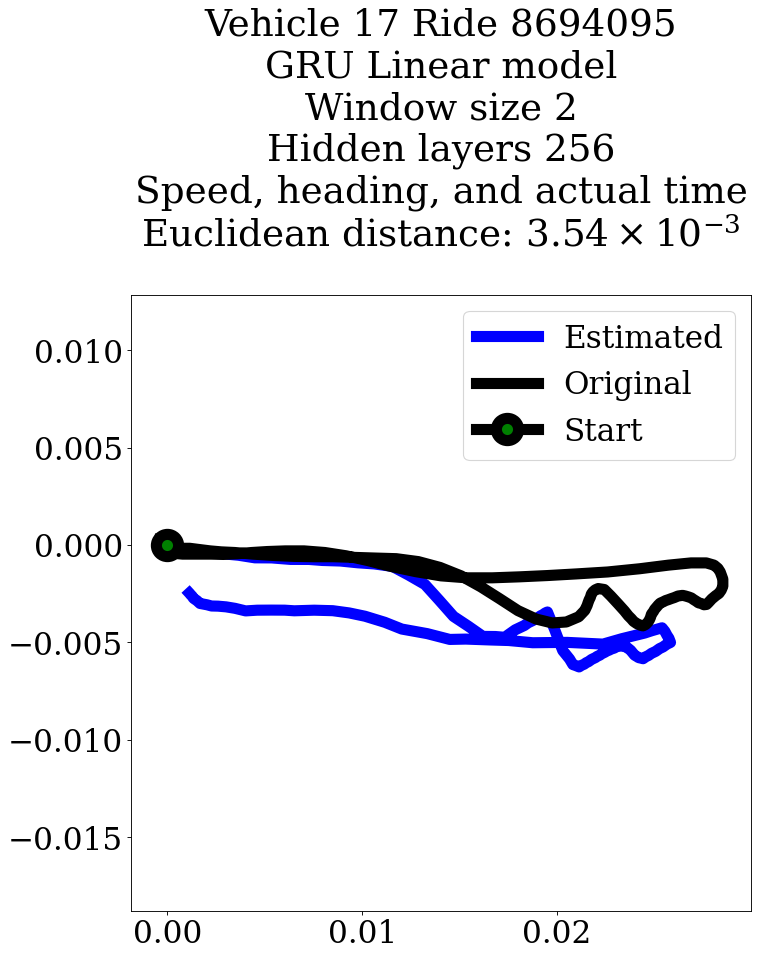 Vehicle 17 Ride 8694095
GRU Linear model
Window size 2
Hidden layers 256
Speed, heading, and actual time
Euclidean distance: 3.54 × 10⁻³
Estimated
Original
Start
0.010
0.005
0.000
−0.005
−0.010
−0.015
0.00 0.01 0.02